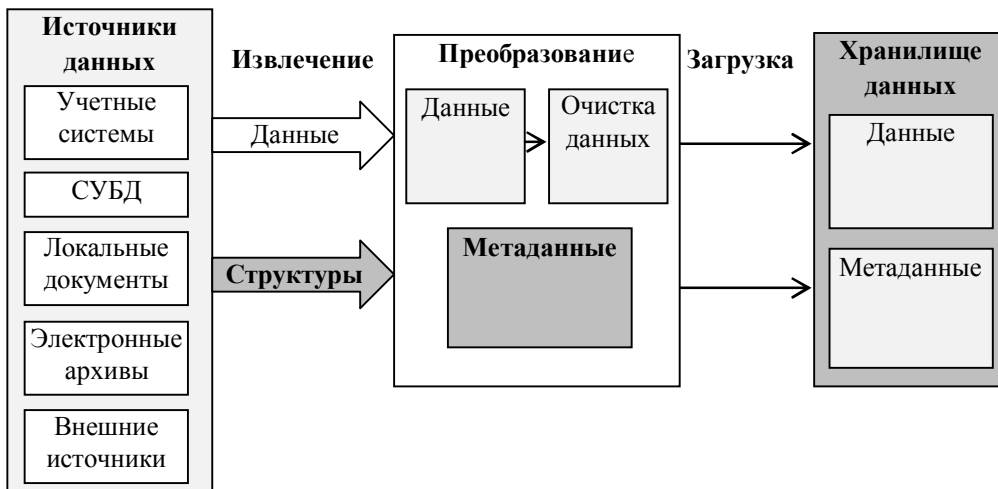 Источники
данных
Учетные
системы
СУБД
Локальные
документы
Электронные
архивы
Внешние
источники
Извлечение
Данные
Структуры
Преобразование
Данные
Очистка
данных
Метаданные
Загрузка
Хранилище
данных
Данные
Метаданные